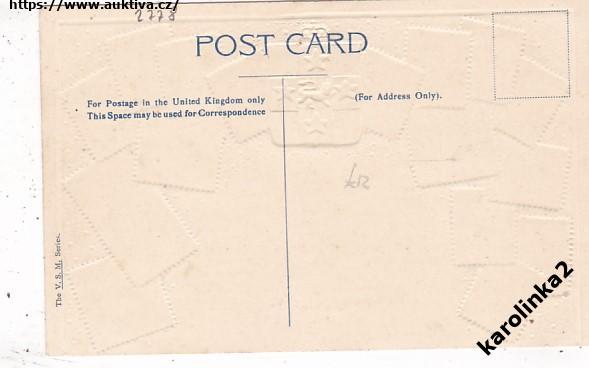 https://www.auktiva.cz/
2778
POST CARD
For Postage in the United Kingdom only
This Space may be used for Correspondence
(For Address Only).
The V. S. M. Series.
karolinka2